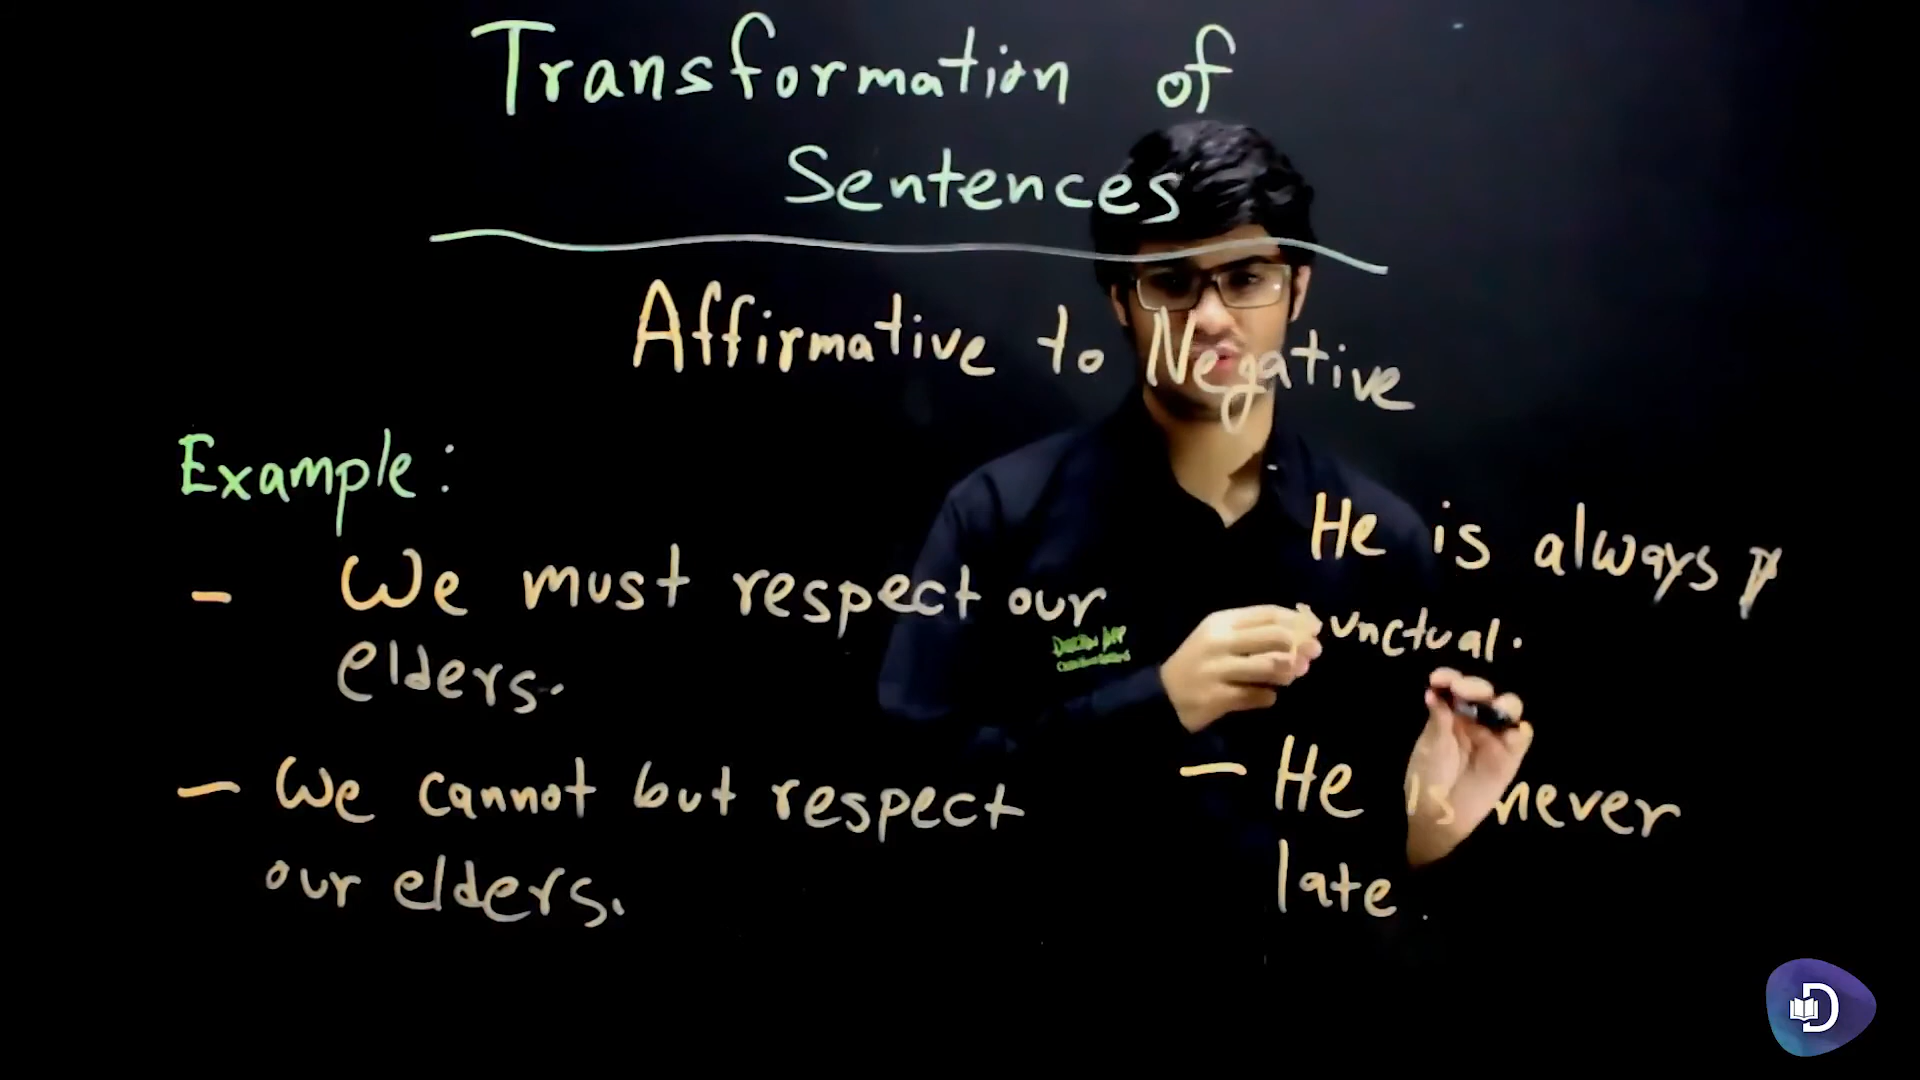 Transformation of
Sentences
Affirmative to Negative
Example:
- We must respect our
elders.
- We cannot but respect
our elders.
He is always p
unctual.
- He is never
late.
D